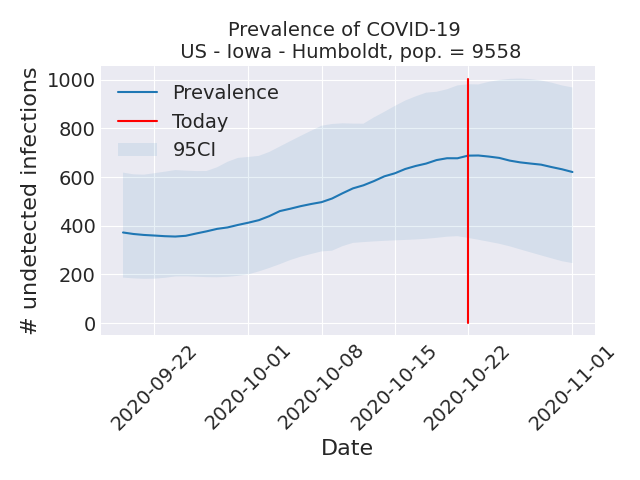 Prevalence of COVID-19
US - Iowa - Humboldt, pop. = 9558
# undetected infections
1000
800
600
400
200
0
Prevalence
Today
95CI
2020-09-22
2020-10-01
2020-10-08
2020-10-15
2020-10-22
2020-11-01
Date